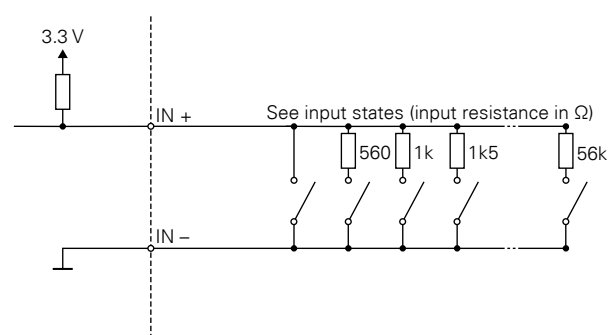 3.3 V
IN +
See input states (input resistance in Ω)
560
1k
1k5
56k
IN –